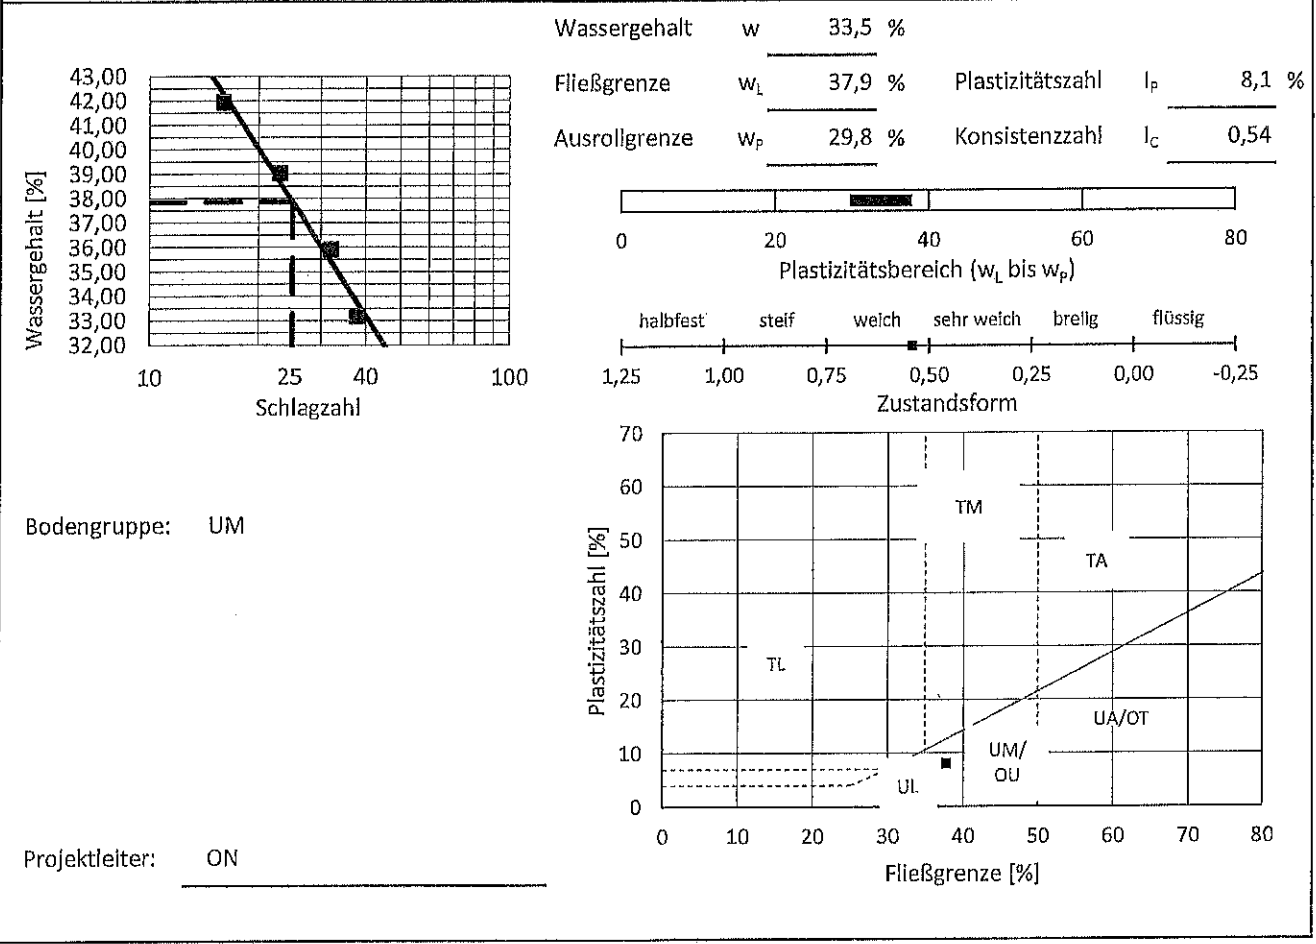 Wassergehalt w 33,5 %
Fließgrenze wL 37,9 % Plastizitätszahl IP 8,1 %
Ausrollgrenze wP 29,8 % Konsistenzzahl IC 0,54
Wassergehalt [%]
43,00
42,00
41,00
40,00
39,00
38,00
37,00
36,00
35,00
34,00
33,00
32,00
10 25 40 100
Schlagzahl
0 20 40 60 80
Plastizitätsbereich (wL bis wP)
halbfest steif weich sehr weich breiig flüssig
1,25 1,00 0,75 0,50 0,25 0,00 -0,25
Zustandsform
Bodengruppe: UM
Plastizitätszahl [%]
70
60
50
40
30
20
10
0
TM
TA
TL
UA/OT
UM/
OU
UL
0 10 20 30 40 50 60 70 80
Fließgrenze [%]
Projektleiter: ON